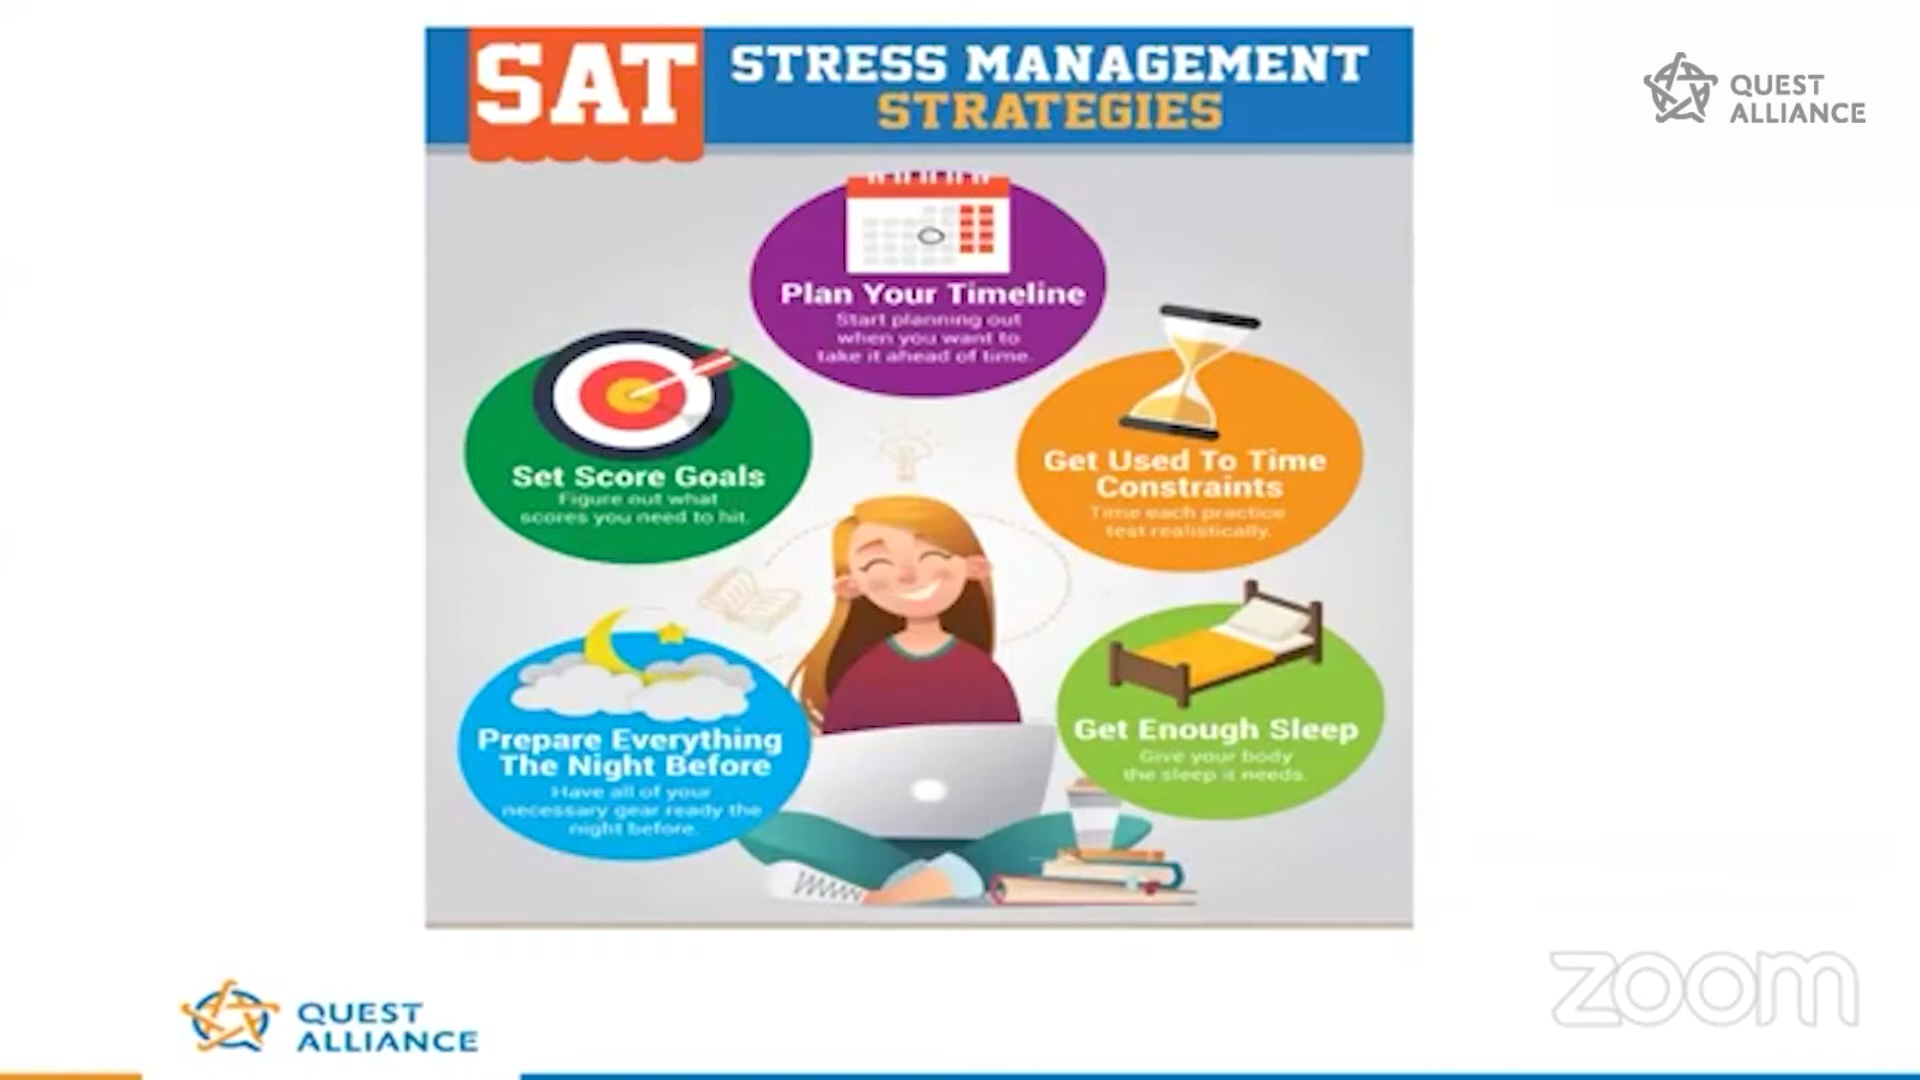 SAT
STRESS MANAGEMENT
STRATEGIES
QUEST
ALLIANCE
Plan Your Timeline
Start planning out
when you want to
take it ahead of time.
Set Score Goals
Figure out what
scores you need to hit.
Get Used To Time
Constraints
Time each practice
test realistically.
Prepare Everything
The Night Before
Have all of your
necessary gear ready the
night before.
Get Enough Sleep
Give your body
the sleep it needs.
QUEST
ALLIANCE
zoom